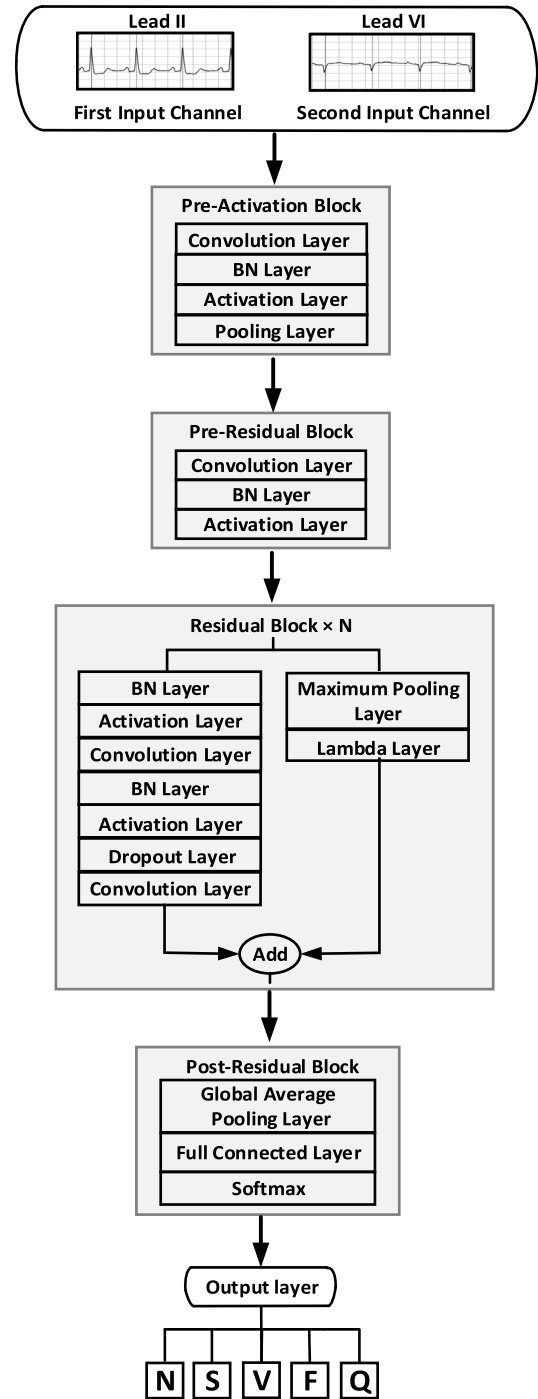 Lead II
Lead VI
First Input Channel
Second Input Channel
Pre-Activation Block
Convolution Layer
BN Layer
Activation Layer
Pooling Layer
Pre-Residual Block
Convolution Layer
BN Layer
Activation Layer
Residual Block × N
BN Layer
Activation Layer
Convolution Layer
BN Layer
Activation Layer
Dropout Layer
Convolution Layer
Maximum Pooling
Layer
Lambda Layer
Add
Post-Residual Block
Global Average
Pooling Layer
Full Connected Layer
Softmax
Output layer
N S V F Q